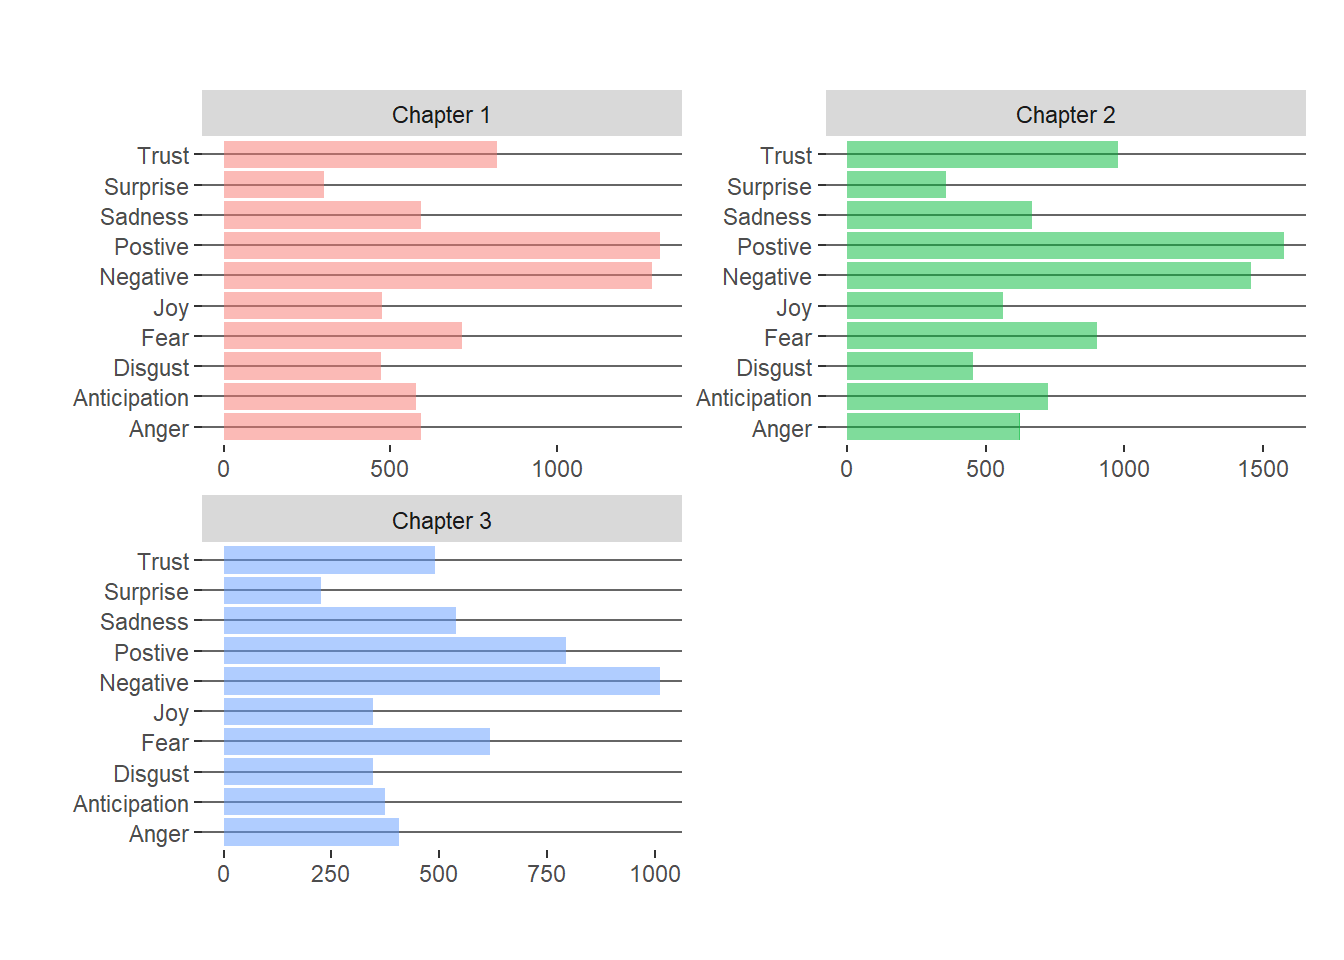 Chapter 1
Trust
Surprise
Sadness
Postive
Negative
Joy
Fear
Disgust
Anticipation
Anger
0 500 1000
Chapter 2
Trust
Surprise
Sadness
Postive
Negative
Joy
Fear
Disgust
Anticipation
Anger
0 500 1000 1500
Chapter 3
Trust
Surprise
Sadness
Postive
Negative
Joy
Fear
Disgust
Anticipation
Anger
0 250 500 750 1000